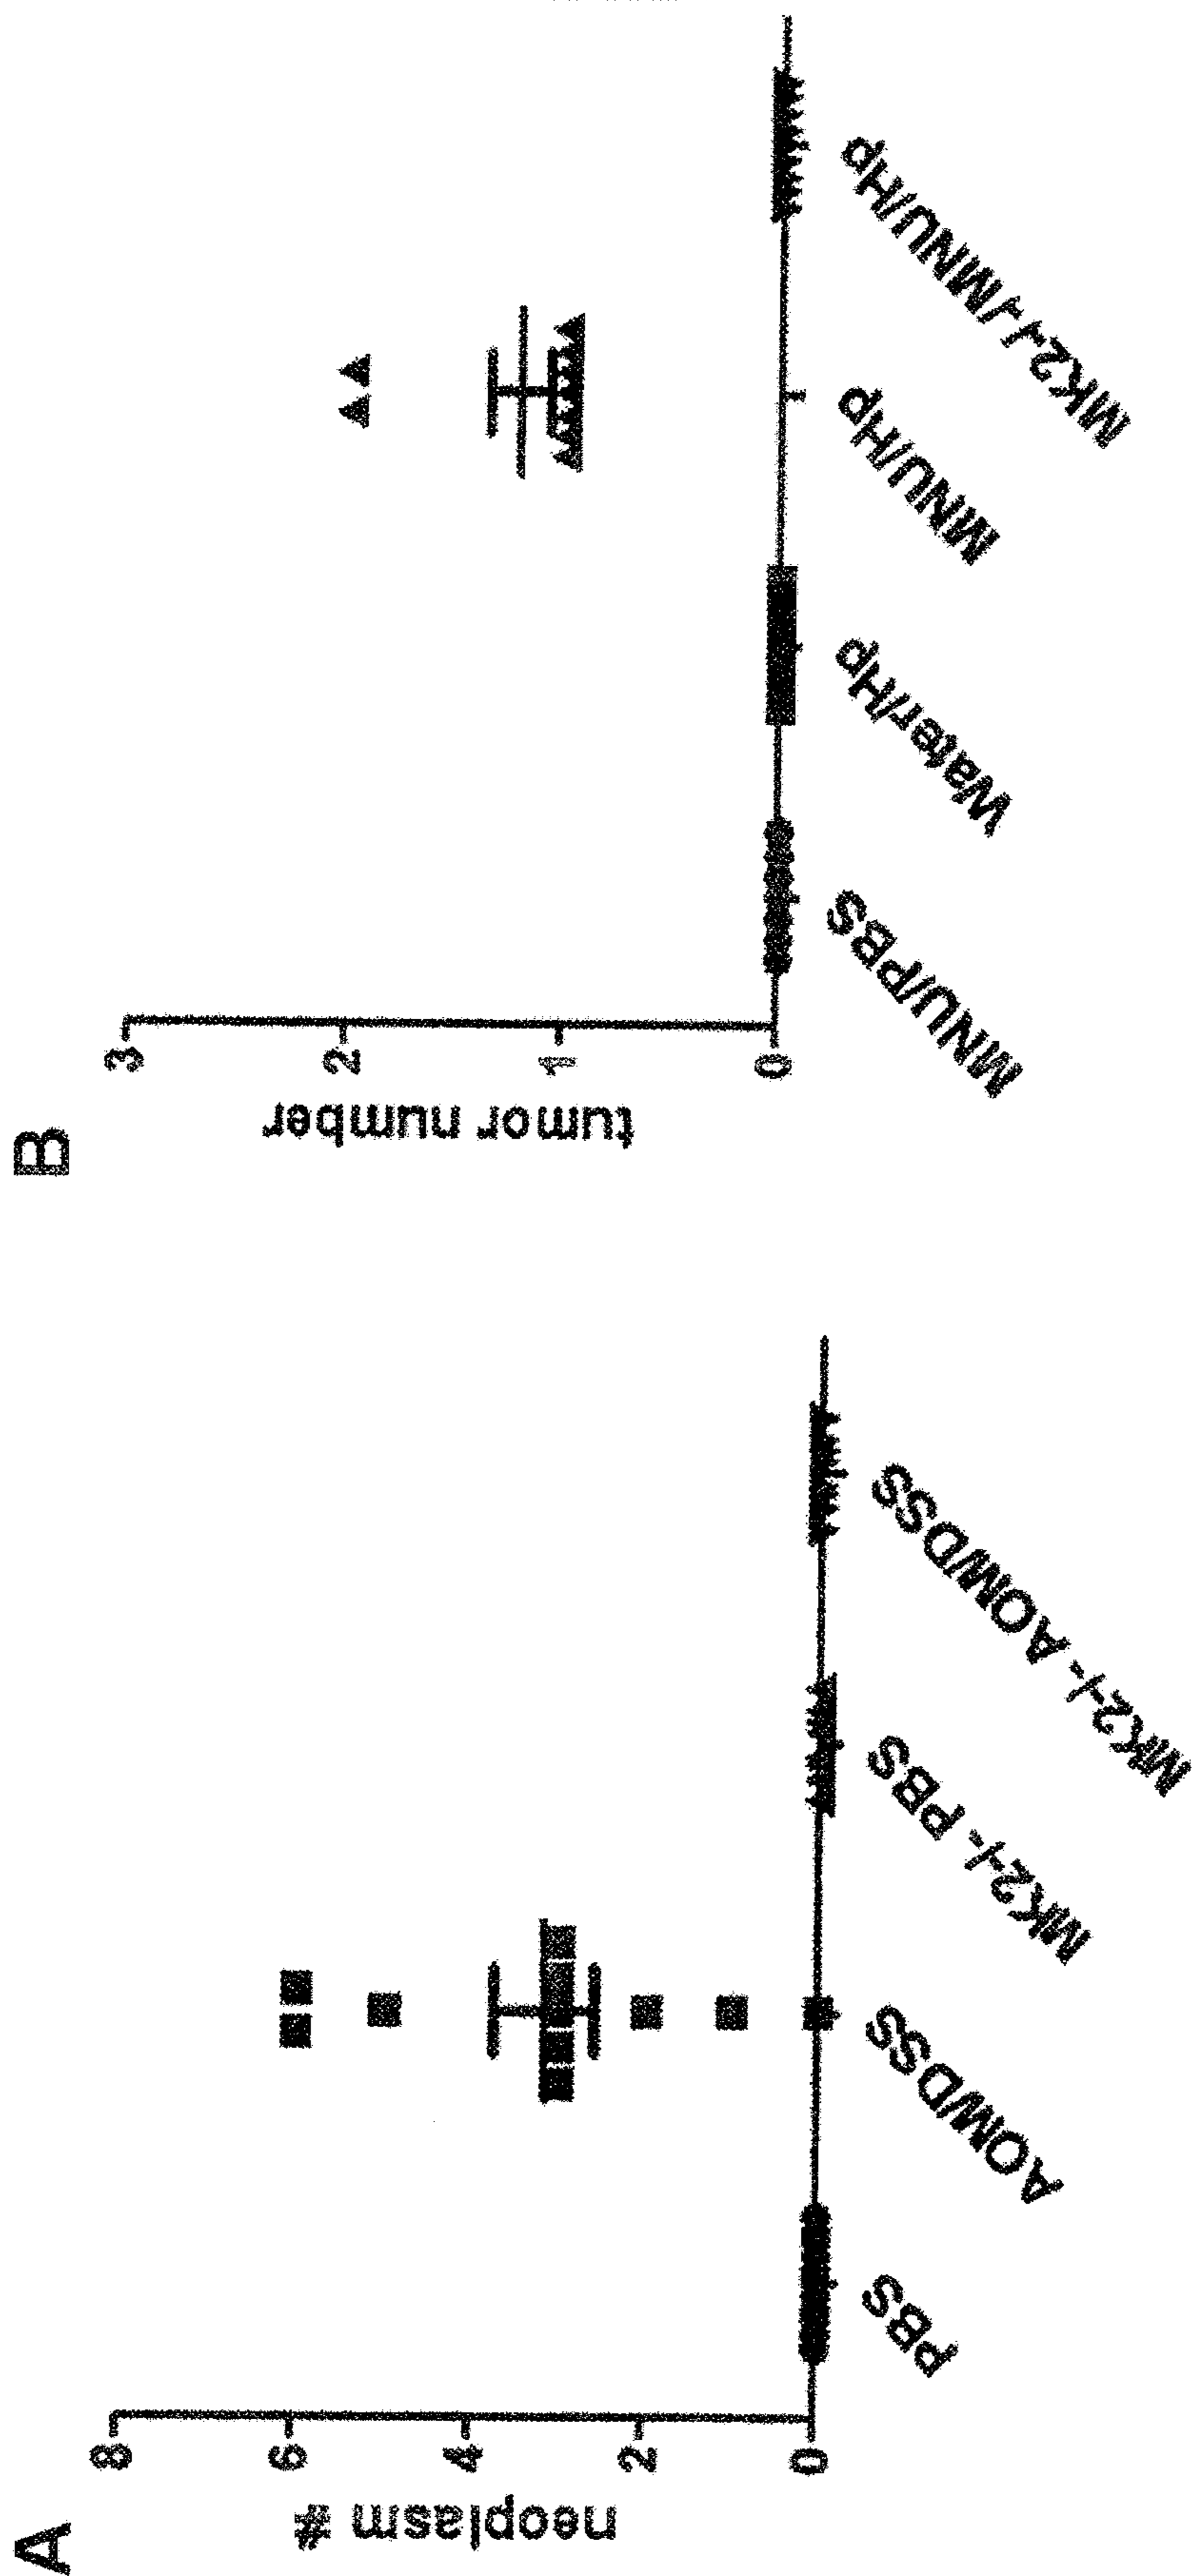 A
neoplasm #
8
6
4
2
0
PBS
AOM/DSS
MK2-/- PBS
MK2-/- AOM/DSS
B
tumor number
3
2
1
0
MNU/PBS
Water/Hp
MNU/Hp
MK2-/-/MNU/Hp